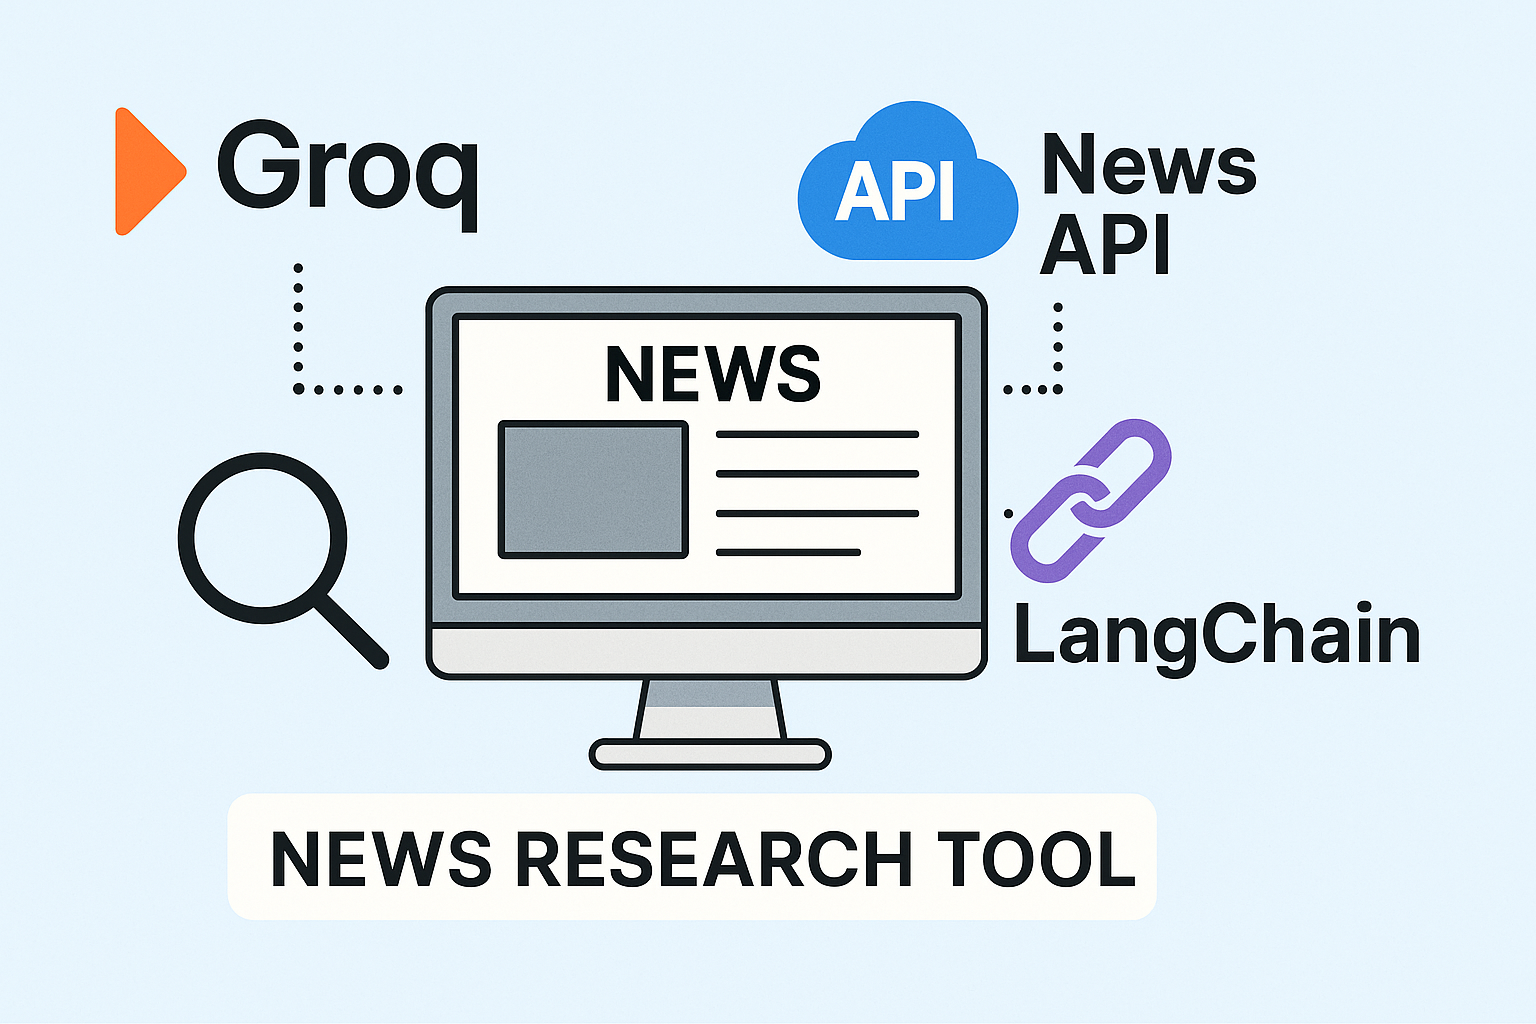 Groq
API
News
API
NEWS
LangChain
NEWS RESEARCH TOOL